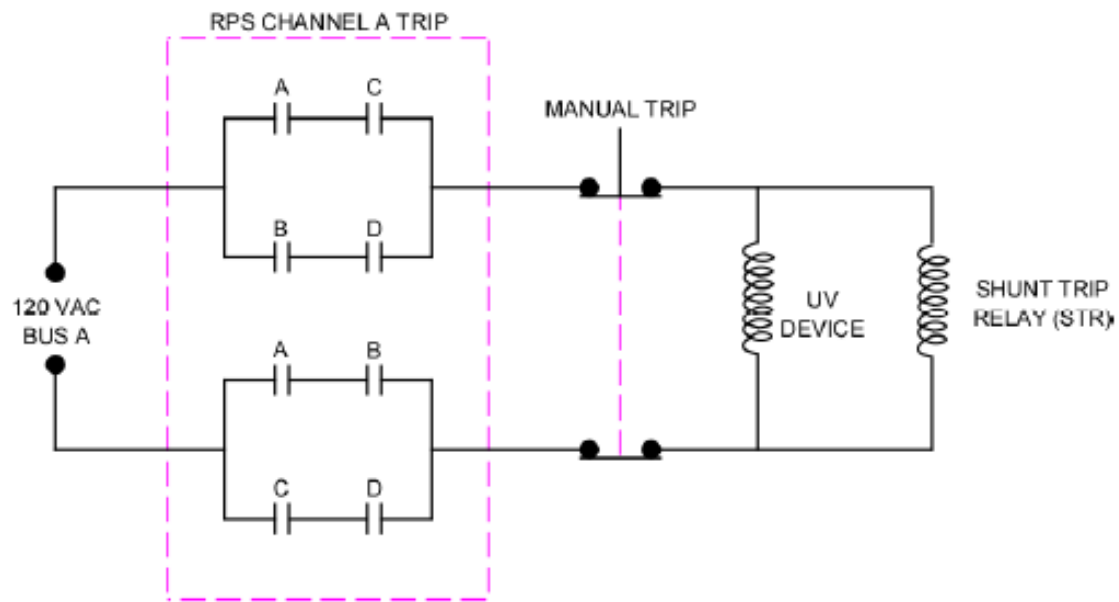 RPS CHANNEL A TRIP
A C
MANUAL TRIP
B D
120 VAC
BUS A
UV
DEVICE
SHUNT TRIP
RELAY (STR)
A B
C D